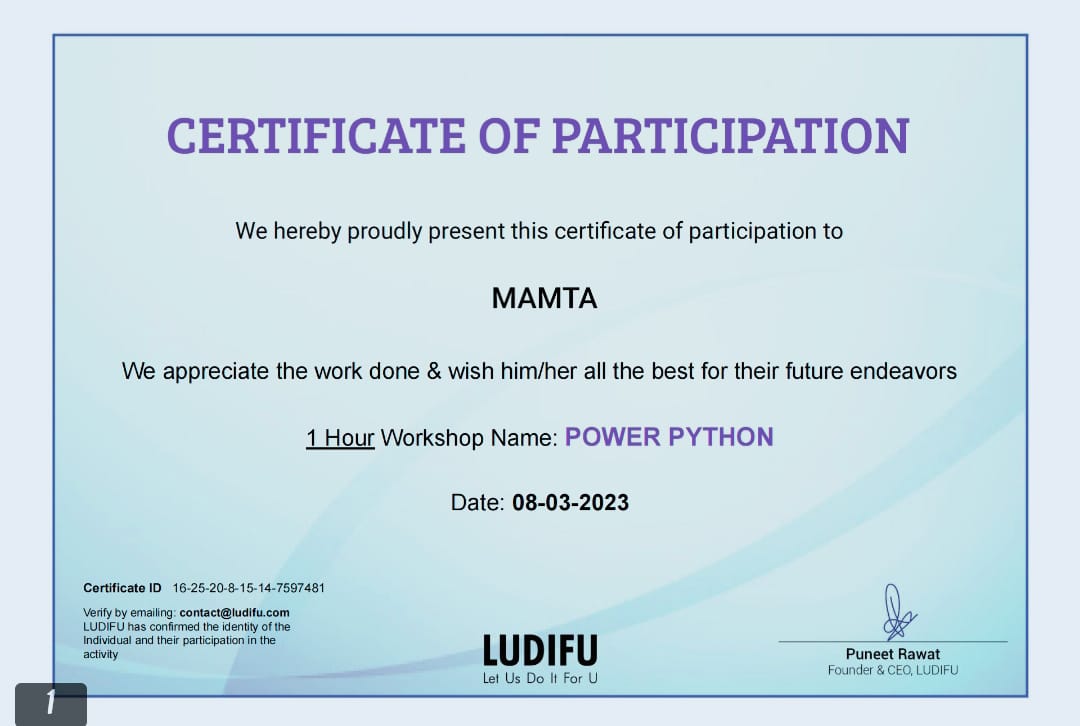 CERTIFICATE OF PARTICIPATION
We hereby proudly present this certificate of participation to
MAMTA
We appreciate the work done & wish him/her all the best for their future endeavors
1 Hour Workshop Name: POWER PYTHON
Date: 08-03-2023
Certificate ID 16-25-20-8-15-14-7597481
Verify by emailing: contact@ludifu.com
LUDIFU has confirmed the identity of the
Individual and their participation in the
activity
LUDIFU
Let Us Do It For U
Puneet Rawat
Founder & CEO, LUDIFU
1